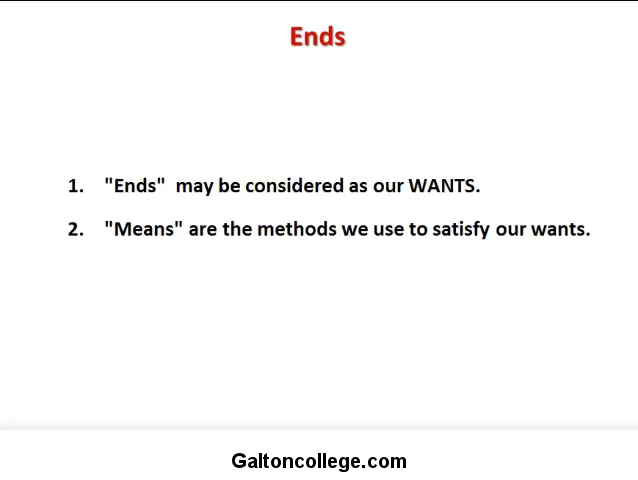 Ends
1. "Ends"  may be considered as our WANTS.
2. "Means" are the methods we use to satisfy our wants.
Galtoncollege.com